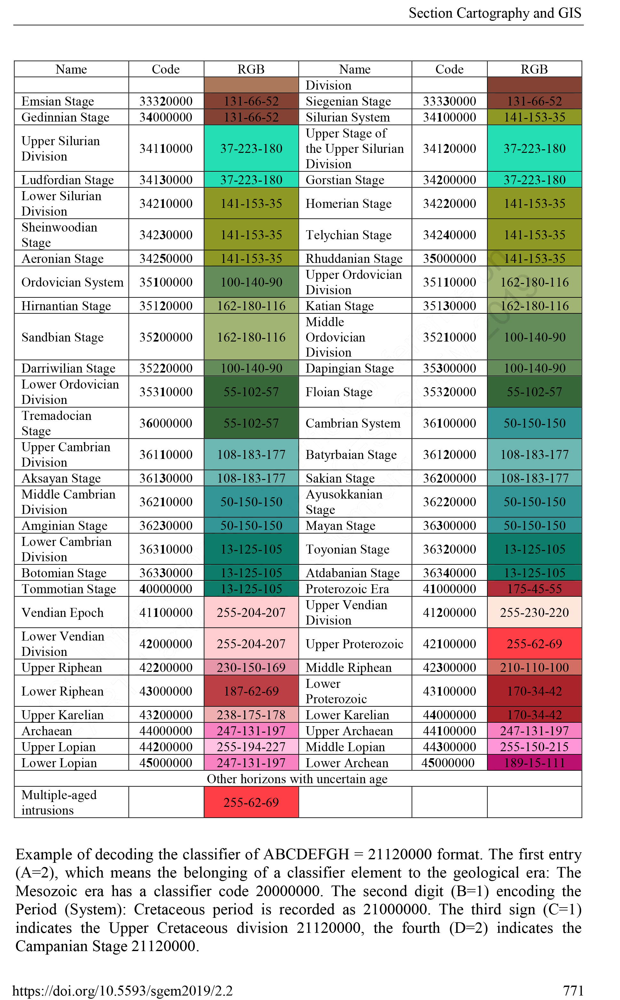 Section Cartography and GIS
Name Code RGB Name Code RGB
Division
Emsian Stage 33320000 131-66-52 Siegenian Stage 33330000 131-66-52
Gedinnian Stage 34000000 131-66-52 Silurian System 34100000 141-153-35
Upper Silurian
Division 34110000 37-223-180 Upper Stage of
the Upper Silurian
Division 34120000 37-223-180
Ludfordian Stage 34130000 37-223-180 Gorstian Stage 34200000 37-223-180
Lower Silurian
Division 34210000 141-153-35 Homerian Stage 34220000 141-153-35
Sheinwoodian
Stage 34230000 141-153-35 Telychian Stage 34240000 141-153-35
Aeronian Stage 34250000 141-153-35 Rhuddanian Stage 35000000 141-153-35
Ordovician System 35100000 100-140-90 Upper Ordovician
Division 35110000 162-180-116
Hirnantian Stage 35120000 162-180-116 Katian Stage 35130000 162-180-116
Sandbian Stage 35200000 162-180-116 Middle
Ordovician
Division 35210000 100-140-90
Darriwilian Stage 35220000 100-140-90 Dapingian Stage 35300000 100-140-90
Lower Ordovician
Division 35310000 55-102-57 Floian Stage 35320000 55-102-57
Tremadocian
Stage 36000000 55-102-57 Cambrian System 36100000 50-150-150
Upper Cambrian
Division 36110000 108-183-177 Batyrbaian Stage 36120000 108-183-177
Aksayan Stage 36130000 108-183-177 Sakian Stage 36200000 108-183-177
Middle Cambrian
Division 36210000 50-150-150 Ayusokkanian
Stage 36220000 50-150-150
Amginian Stage 36230000 50-150-150 Mayan Stage 36300000 50-150-150
Lower Cambrian
Division 36310000 13-125-105 Toyonian Stage 36320000 13-125-105
Botomian Stage 36330000 13-125-105 Atdabanian Stage 36340000 13-125-105
Tommotian Stage 40000000 13-125-105 Proterozoic Era 41000000 175-45-55
Vendian Epoch 41100000 255-204-207 Upper Vendian
Division 41200000 255-230-220
Lower Vendian
Division 42000000 255-204-207 Upper Proterozoic 42100000 255-62-69
Upper Riphean 42200000 230-150-169 Middle Riphean 42300000 210-110-100
Lower Riphean 43000000 187-62-69 Lower
Proterozoic 43100000 170-34-42
Upper Karelian 43200000 238-175-178 Lower Karelian 44000000 170-34-42
Archaean 44000000 247-131-197 Upper Archaean 44100000 247-131-197
Upper Lopian 44200000 255-194-227 Middle Lopian 44300000 255-150-215
Lower Lopian 45000000 247-131-197 Lower Archean 45000000 189-15-111
Other horizons with uncertain age
Multiple-aged
intrusions 255-62-69
Example of decoding the classifier of ABCDEFGH = 21120000 format. The first entry
(A=2), which means the belonging of a classifier element to the geological era: The
Mesozoic era has a classifier code 20000000. The second digit (B=1) encoding the
Period (System): Cretaceous period is recorded as 21000000. The third sign (C=1)
indicates the Upper Cretaceous division 21120000, the fourth (D=2) indicates the
Campanian Stage 21120000.
https://doi.org/10.5593/sgem2019/2.2 771